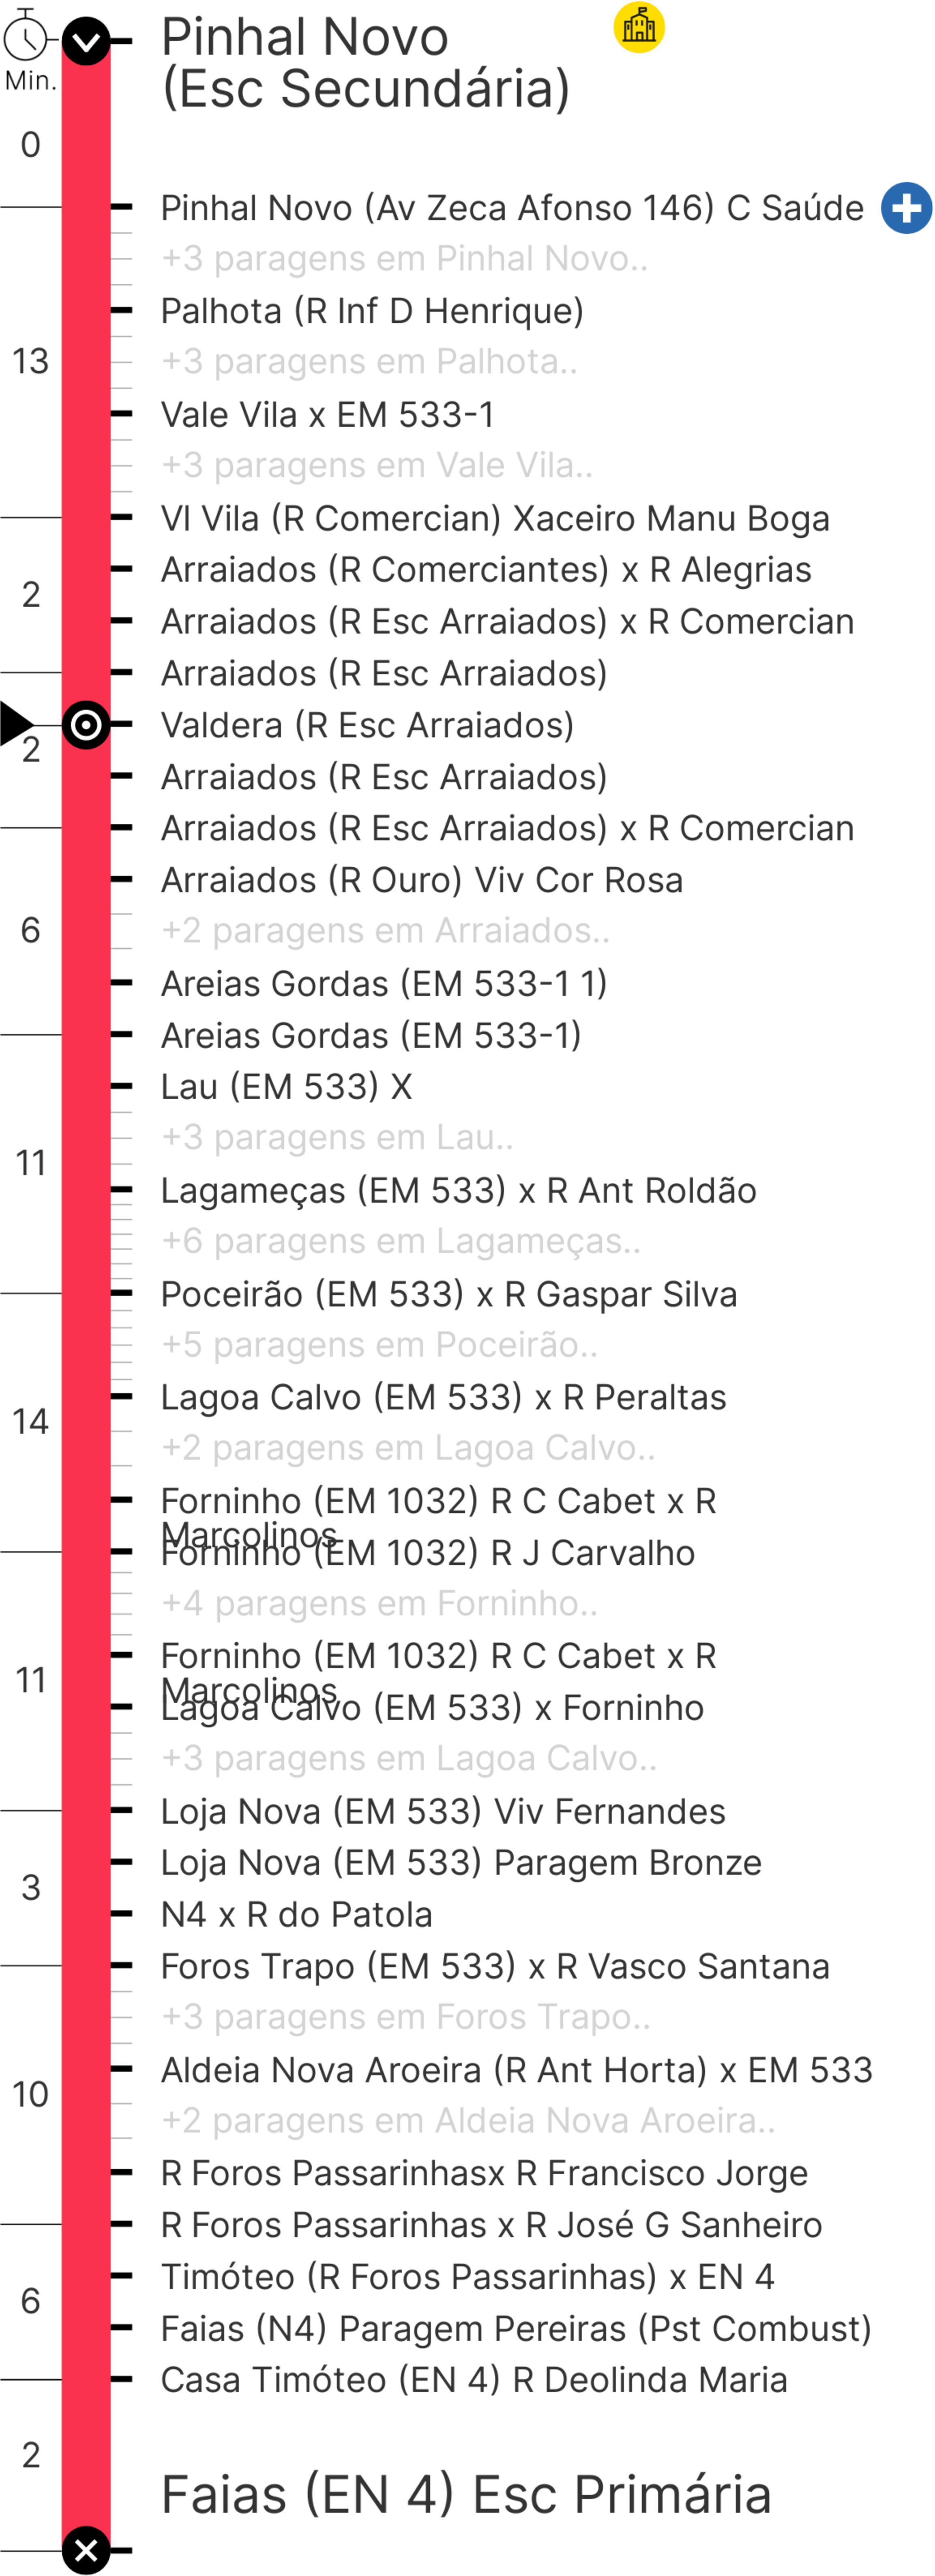 Pinhal Novo
(Esc Secundária)
Min.
0
Pinhal Novo (Av Zeca Afonso 146) C Saúde
+3 paragens em Pinhal Novo..
Palhota (R Inf D Henrique)
13
+3 paragens em Palhota..
Vale Vila x EM 533-1
+3 paragens em Vale Vila..
Vl Vila (R Comercian) Xaceiro Manu Boga
Arraiados (R Comerciantes) x R Alegrias
2
Arraiados (R Esc Arraiados) x R Comercian
Arraiados (R Esc Arraiados)
Valdera (R Esc Arraiados)
2
Arraiados (R Esc Arraiados)
Arraiados (R Esc Arraiados) x R Comercian
Arraiados (R Ouro) Viv Cor Rosa
6
+2 paragens em Arraiados..
Areias Gordas (EM 533-1 1)
Areias Gordas (EM 533-1)
Lau (EM 533) X
+3 paragens em Lau..
11
Lagameças (EM 533) x R Ant Roldão
+6 paragens em Lagameças..
Poceirão (EM 533) x R Gaspar Silva
+5 paragens em Poceirão..
Lagoa Calvo (EM 533) x R Peraltas
14
+2 paragens em Lagoa Calvo..
Forninho (EM 1032) R C Cabet x R
Marcolinos
Forninho (EM 1032) R J Carvalho
+4 paragens em Forninho..
Forninho (EM 1032) R C Cabet x R
Marcolinos
11
Lagoa Calvo (EM 533) x Forninho
+3 paragens em Lagoa Calvo..
Loja Nova (EM 533) Viv Fernandes
Loja Nova (EM 533) Paragem Bronze
3
N4 x R do Patola
Foros Trapo (EM 533) x R Vasco Santana
+3 paragens em Foros Trapo..
Aldeia Nova Aroeira (R Ant Horta) x EM 533
10
+2 paragens em Aldeia Nova Aroeira..
R Foros Passarinhasx R Francisco Jorge
R Foros Passarinhas x R José G Sanheiro
Timóteo (R Foros Passarinhas) x EN 4
6
Faias (N4) Paragem Pereiras (Pst Combust)
Casa Timóteo (EN 4) R Deolinda Maria
2
Faias (EN 4) Esc Primária